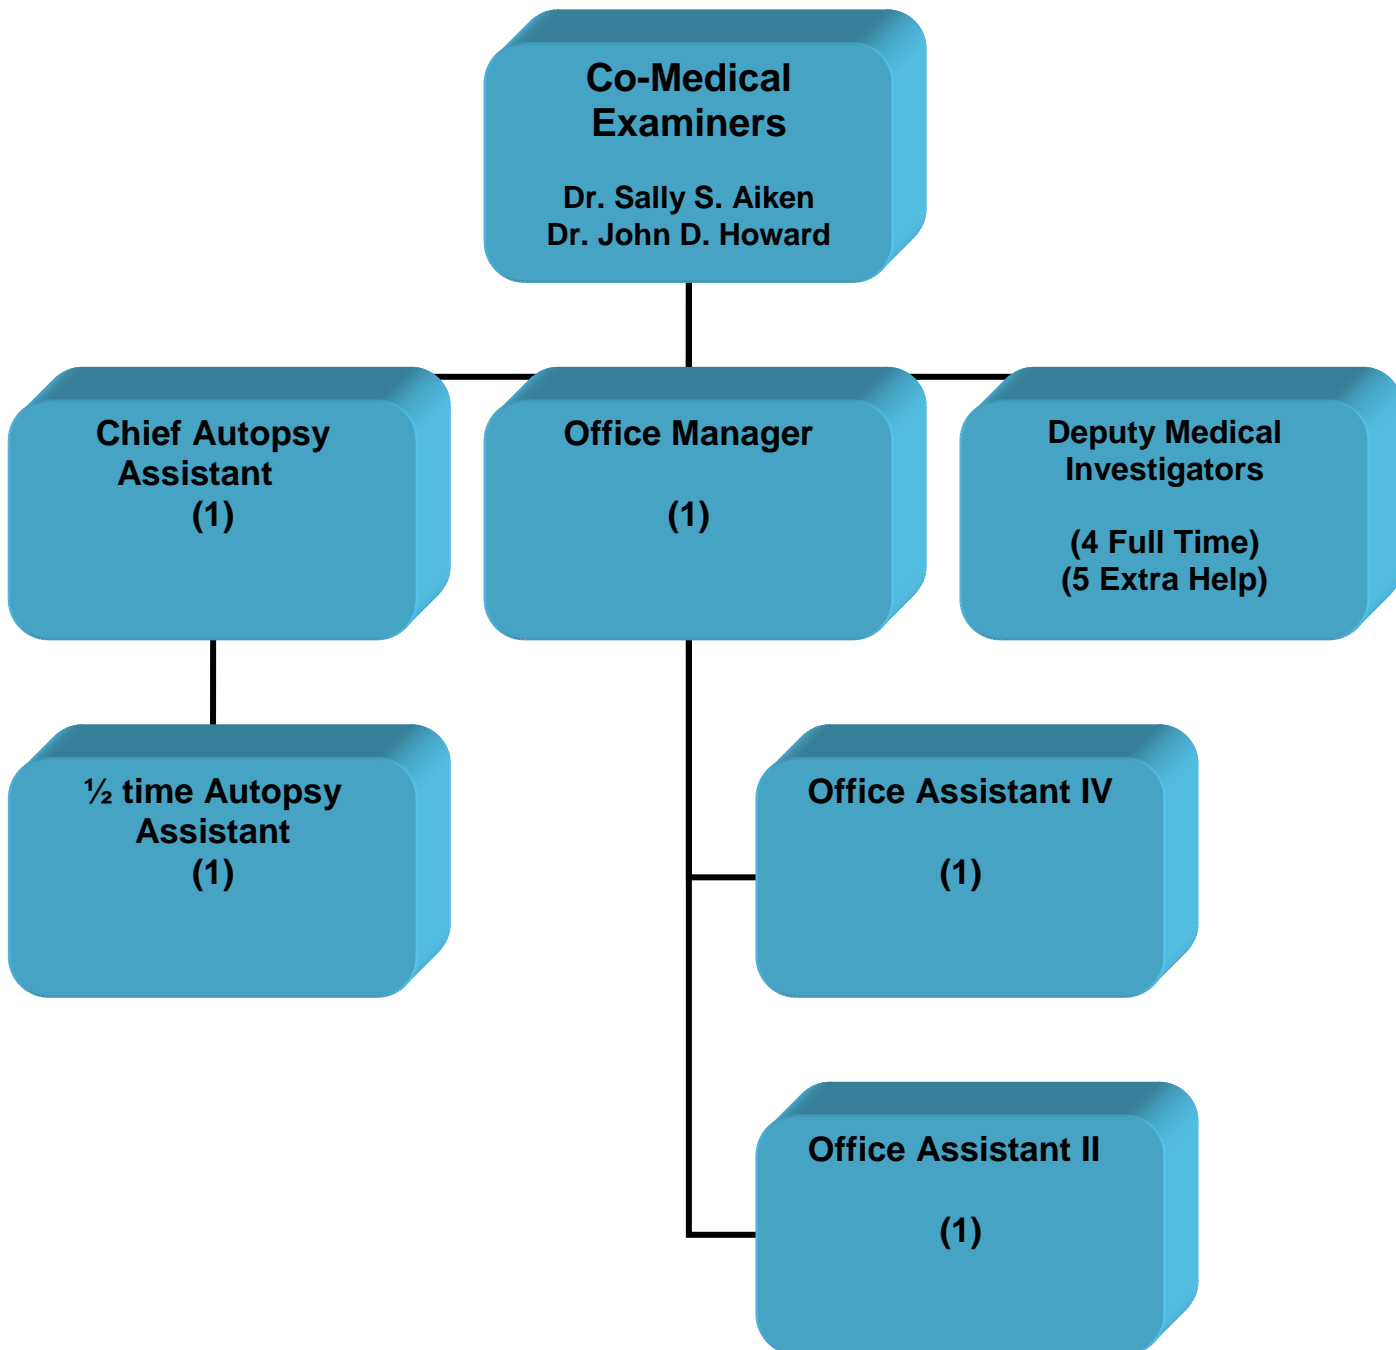 Co-Medical
Examiners
Dr. Sally S. Aiken
Dr. John D. Howard
Chief Autopsy
Assistant
(1)
Office Manager
(1)
Deputy Medical
Investigators
(4 Full Time)
(5 Extra Help)
½ time Autopsy
Assistant
(1)
Office Assistant IV
(1)
Office Assistant II
(1)